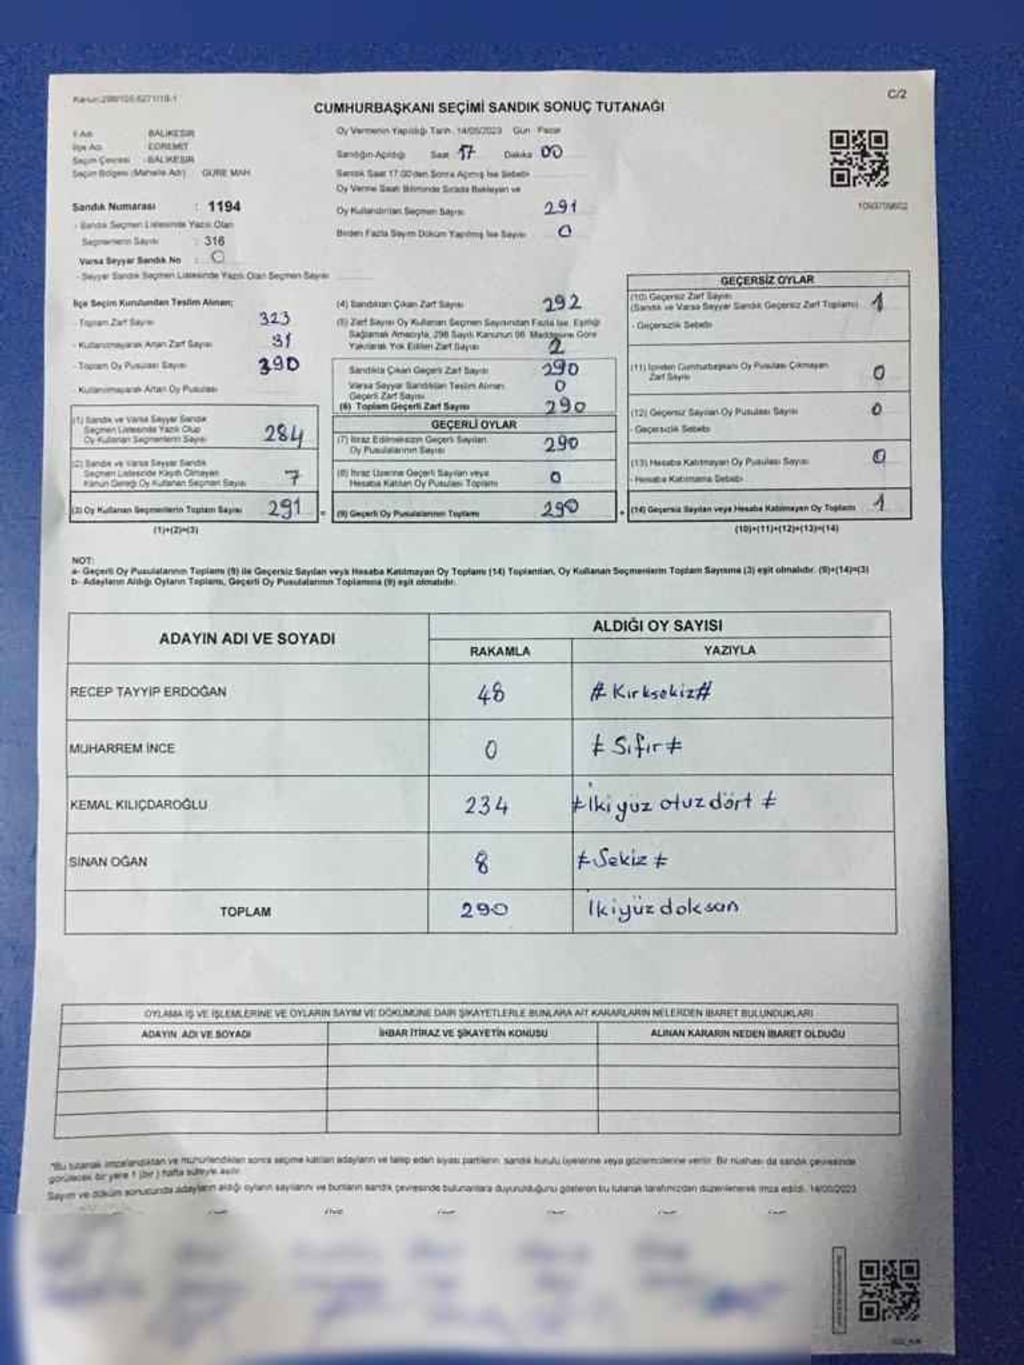 C/2
CUMHURBAŞKANI SEÇİMİ SANDIK SONUÇ TUTANAĞI
İl Adı BALIKESİR
İlçe Adı EDREMİT
Seçim Çevresi BALIKESİR
Seçim Bölgesi (Mahalle Adı) GÜRE MAH.
Sandık Numarası : 1194
- Sandık Seçmen Listesinde Yazılı Olan
Seçmenlerin Sayısı : 316
Varsa Seyyar Sandık No : 0
- Seyyar Sandık Seçmen Listesinde Yazılı Olan Seçmen Sayısı
Oy Vermenin Yapıldığı Tarih 14/05/2023 Gün Pazar
Sandığın Açıldığı Saat 17 Dakika 00
Sandık Saat 17.00'den Sonra Açılmış İse Sebebi
Oy Verme Saati Bitiminde Sırada Bekleyen ve
Oy Kullandırılan Seçmen Sayısı 291
Birden Fazla Sayım Döküm Yapılmış İse Sayısı 0
İlçe Seçim Kurulundan Teslim Alınan;
- Toplam Zarf Sayısı 323
- Kullanılmayarak Artan Zarf Sayısı 31
- Toplam Oy Pusulası Sayısı 390
- Kullanılmayarak Artan Oy Pusulası
(1) Sandık ve Varsa Seyyar Sandık
Seçmen Listesinde Yazılı Olup
Oy Kullanan Seçmenlerin Sayısı 284
(2) Sandık ve Varsa Seyyar Sandık
Seçmen Listesinde Kayıtlı Olmayan
Kanun Gereği Oy Kullanan Seçmen Sayısı 7
(3) Oy Kullanan Seçmenlerin Toplam Sayısı 291 =
(1)+(2)=(3)
(4) Sandıktan Çıkan Zarf Sayısı 292
(5) Zarf Sayısı Oy Kullanan Seçmen Sayısından Fazla İse, Eşitliği
Sağlamak Amacıyla, 298 Sayılı Kanunun 98. Maddesine Göre
Yakılarak Yok Edilen Zarf Sayısı 2
Sandıkta Çıkan Geçerli Zarf Sayısı 290
Varsa Seyyar Sandıktan Teslim Alınan
Geçerli Zarf Sayısı 0
(6) Toplam Geçerli Zarf Sayısı 290
GEÇERLİ OYLAR
(7) İtiraz Edilmeksizin Geçerli Sayılan
Oy Pusulalarının Sayısı 290
(8) İtiraz Üzerine Geçerli Sayılan veya
Hesaba Katılan Oy Pusulası Toplamı 0
(9) Geçerli Oy Pusulalarının Toplamı 290 +
GEÇERSİZ OYLAR
(10) Geçersiz Zarf Sayısı
(Sandık ve Varsa Seyyar Sandık Geçersiz Zarf Toplamı) 1
- Geçersizlik Sebebi
(11) İçinden Cumhurbaşkanı Oy Pusulası Çıkmayan
Zarf Sayısı 0
(12) Geçersiz Sayılan Oy Pusulası Sayısı 0
- Geçersizlik Sebebi
(13) Hesaba Katılmayan Oy Pusulası Sayısı 0
- Hesaba Katılmama Sebebi
(14) Geçersiz Sayılan veya Hesaba Katılmayan Oy Toplamı 1
(10)+(11)+(12)+(13)=(14)
NOT:
a- Geçerli Oy Pusulalarının Toplamı (9) ile Geçersiz Sayılan veya Hesaba Katılmayan Oy Toplamı (14) Toplamları, Oy Kullanan Seçmenlerin Toplam Sayısına (3) eşit olmalıdır. (9)+(14)=(3)
b- Adayların Aldığı Oyların Toplamı, Geçerli Oy Pusulalarının Toplamına (9) eşit olmalıdır.
ADAYIN ADI VE SOYADI ALDIĞI OY SAYISI
RAKAMLA YAZIYLA
RECEP TAYYİP ERDOĞAN 48 # Kırksekiz #
MUHARREM İNCE 0 ≠ Sıfır ≠
KEMAL KILIÇDAROĞLU 234 ≠ İkiyüz otuzdört ≠
SİNAN OĞAN 8 ≠ Sekiz ≠
TOPLAM 290 İkiyüz doksan
OYLAMA İŞ VE İŞLEMLERİNE VE OYLARIN SAYIM VE DÖKÜMÜNE DAİR ŞİKAYETLERLE BUNLARA AİT KARARLARIN NELERDEN İBARET BULUNDUKLARI
ADAYIN ADI VE SOYADI İHBAR İTİRAZ VE ŞİKAYETİN KONUSU ALINAN KARARIN NEDEN İBARET OLDUĞU
"Bu tutanak imzalandıktan ve mühürlendikten sonra seçime katılan adayların ve talep eden siyasi partilerin sandık kurulu üyelerine veya gözlemcilerine verilir. Bir nüshası da sandık çevresinde
görülecek bir yere 1 (bir) hafta süreyle asılır.
Sayım ve döküm sonucunda adayların aldığı oyların sayılarını ve bunların sandık çevresinde bulunanlara duyurulduğunu gösteren bu tutanak tarafımızdan düzenlenerek imza edildi. 14/05/2023